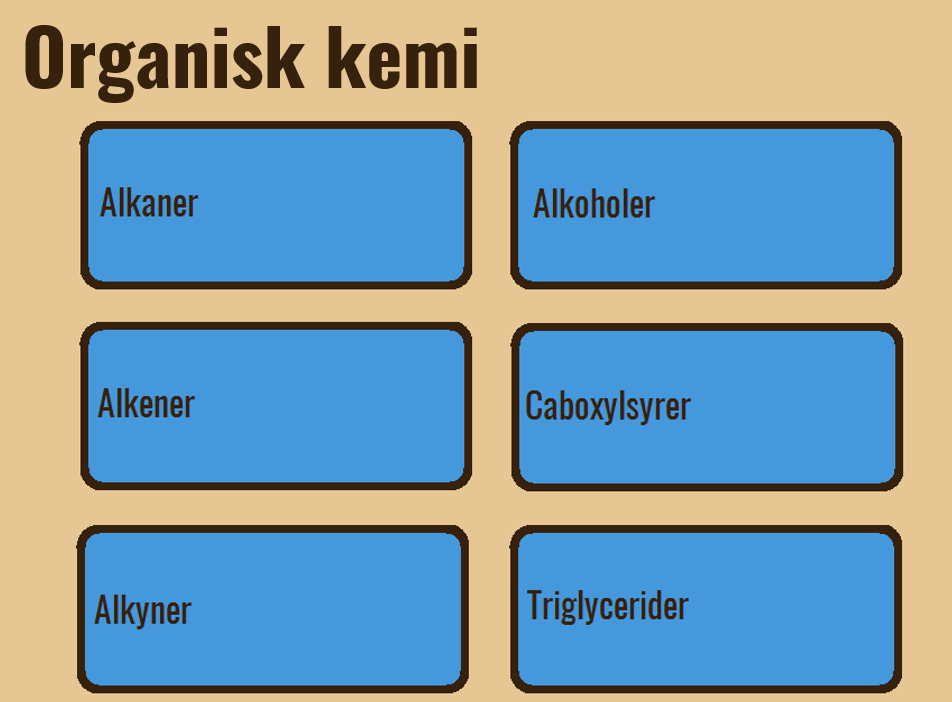 Organisk kemi
Alkaner
Alkoholer
Alkener
Caboxylsyrer
Alkyner
Triglycerider